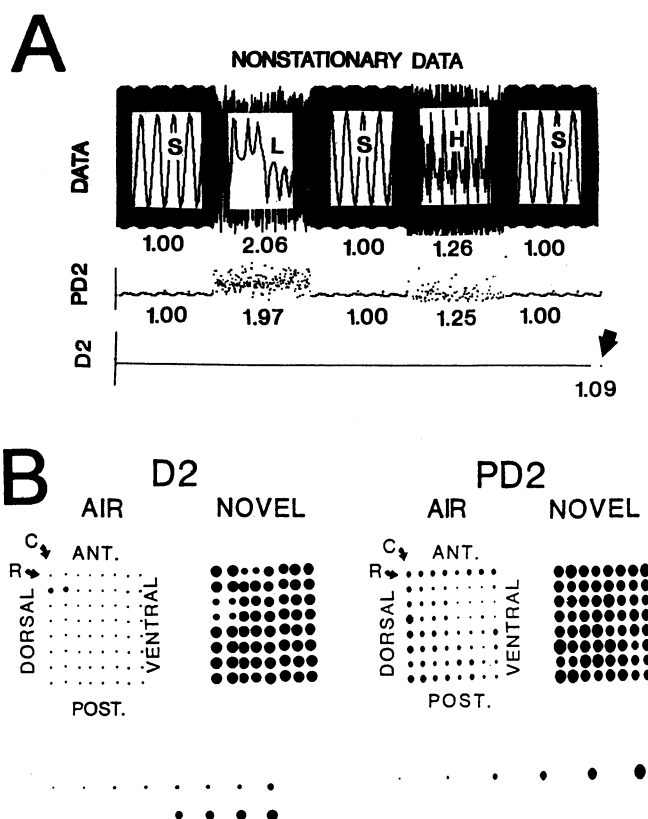 A
NONSTATIONARY DATA
DATA
S L S H S
1.00 2.06 1.00 1.26 1.00
PD2
1.00 1.97 1.00 1.25 1.00
D2
1.09
B
D2 PD2
AIR NOVEL AIR NOVEL
C ANT. C ANT.
R R
DORSAL VENTRAL DORSAL VENTRAL
POST. POST.